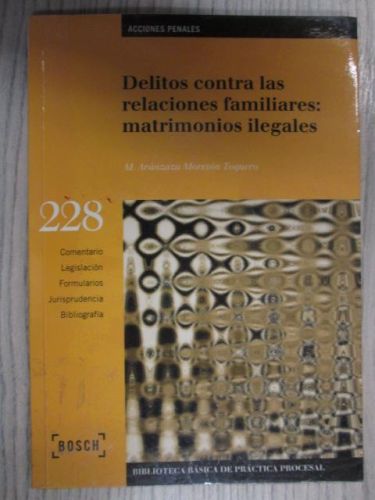 ACCIONES PENALES
Delitos contra las
relaciones familiares:
matrimonios ilegales
M. Aránzazu Moretón Toquero
228
Comentario
Legislación
Formularios
Jurisprudencia
Bibliografía
BOSCH
BIBLIOTECA BÁSICA DE PRÁCTICA PROCESAL